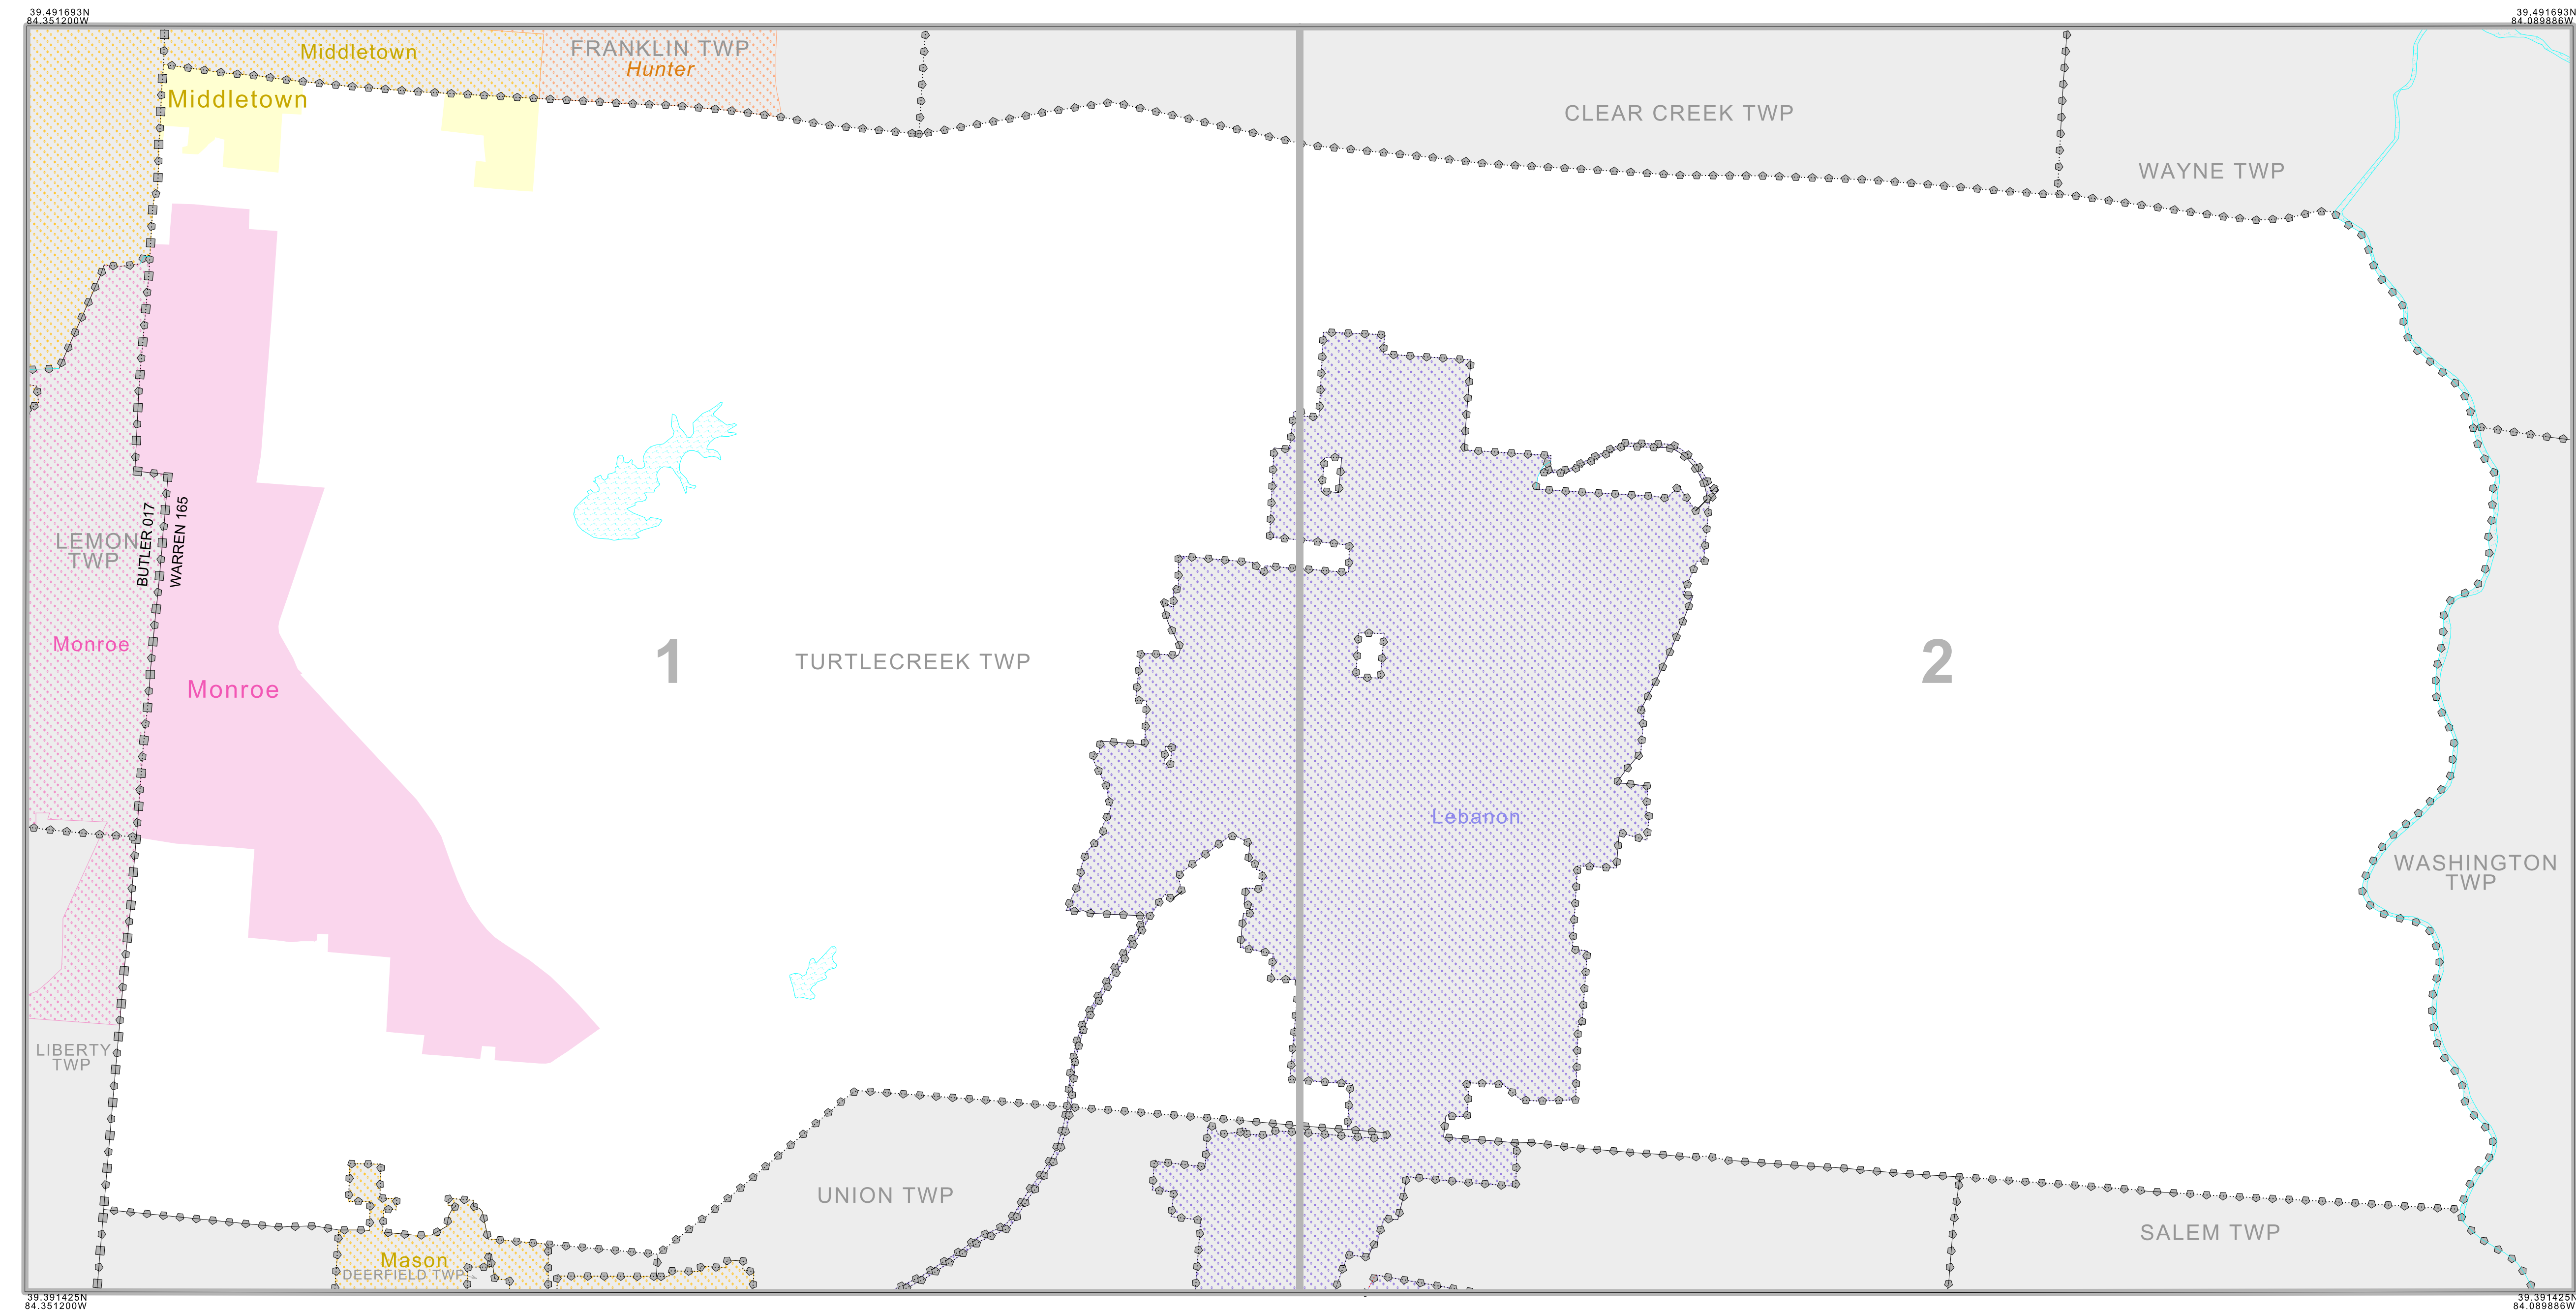 39.491693N
84.351200W
39.491693N
84.089886W
Middletown
FRANKLIN TWP
Hunter
Middletown
CLEAR CREEK TWP
WAYNE TWP
LEMON
TWP
BUTLER 017
WARREN 165
Monroe
Monroe
1
TURTLECREEK TWP
2
Lebanon
WASHINGTON
TWP
LIBERTY
TWP
UNION TWP
SALEM TWP
Mason
DEERFIELD TWP
39.391425N
84.351200W
39.391425N
84.089886W